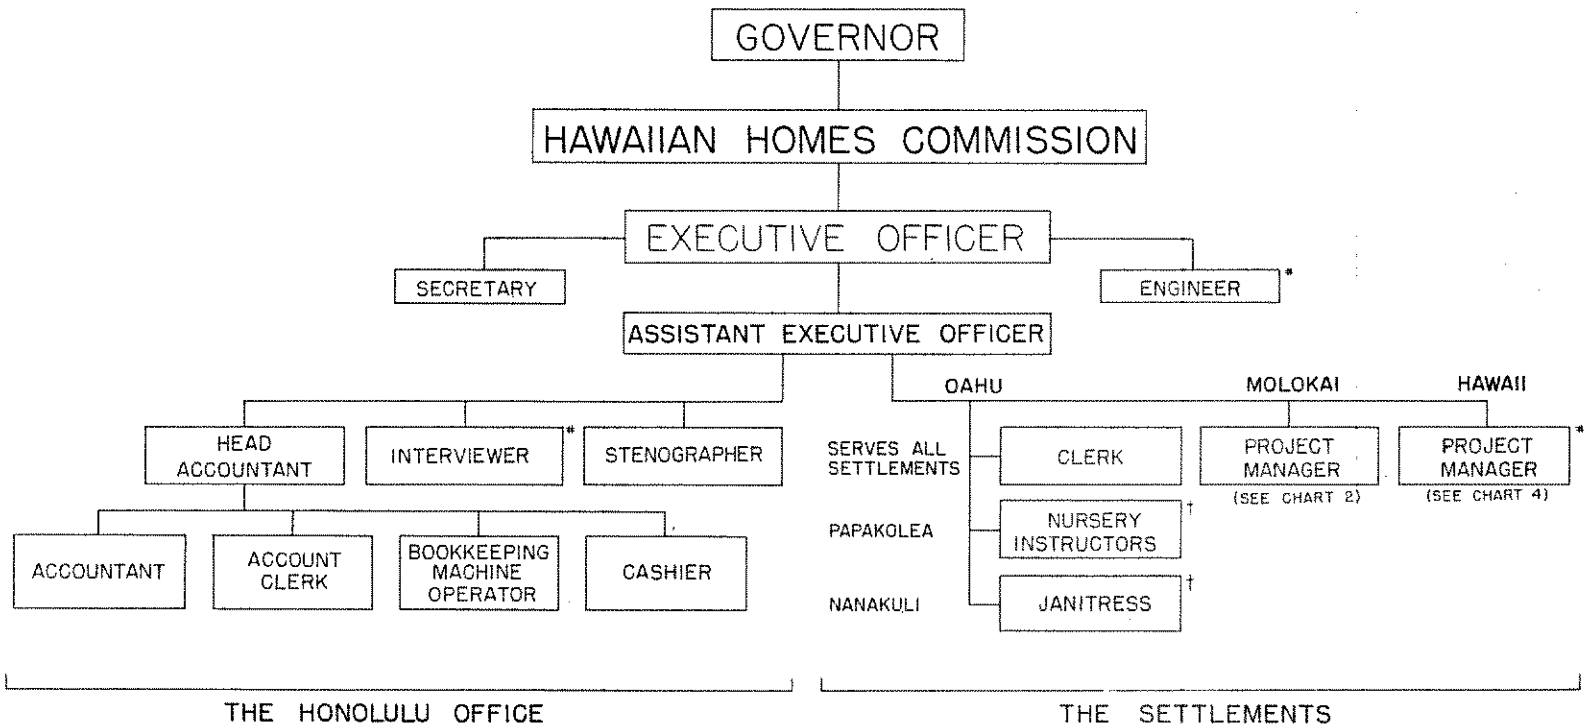 GOVERNOR
HAWAIIAN HOMES COMMISSION
EXECUTIVE OFFICER
SECRETARY
ENGINEER *
ASSISTANT EXECUTIVE OFFICER
OAHU
MOLOKAI
HAWAII
HEAD
ACCOUNTANT
INTERVIEWER *
STENOGRAPHER
ACCOUNTANT
ACCOUNT
CLERK
BOOKKEEPING
MACHINE
OPERATOR
CASHIER
SERVES ALL
SETTLEMENTS
CLERK
PROJECT
MANAGER
(SEE CHART 2)
PROJECT *
MANAGER
(SEE CHART 4)
PAPAKOLEA
NURSERY †
INSTRUCTORS
NANAKULI
JANITRESS †
THE HONOLULU OFFICE
THE SETTLEMENTS